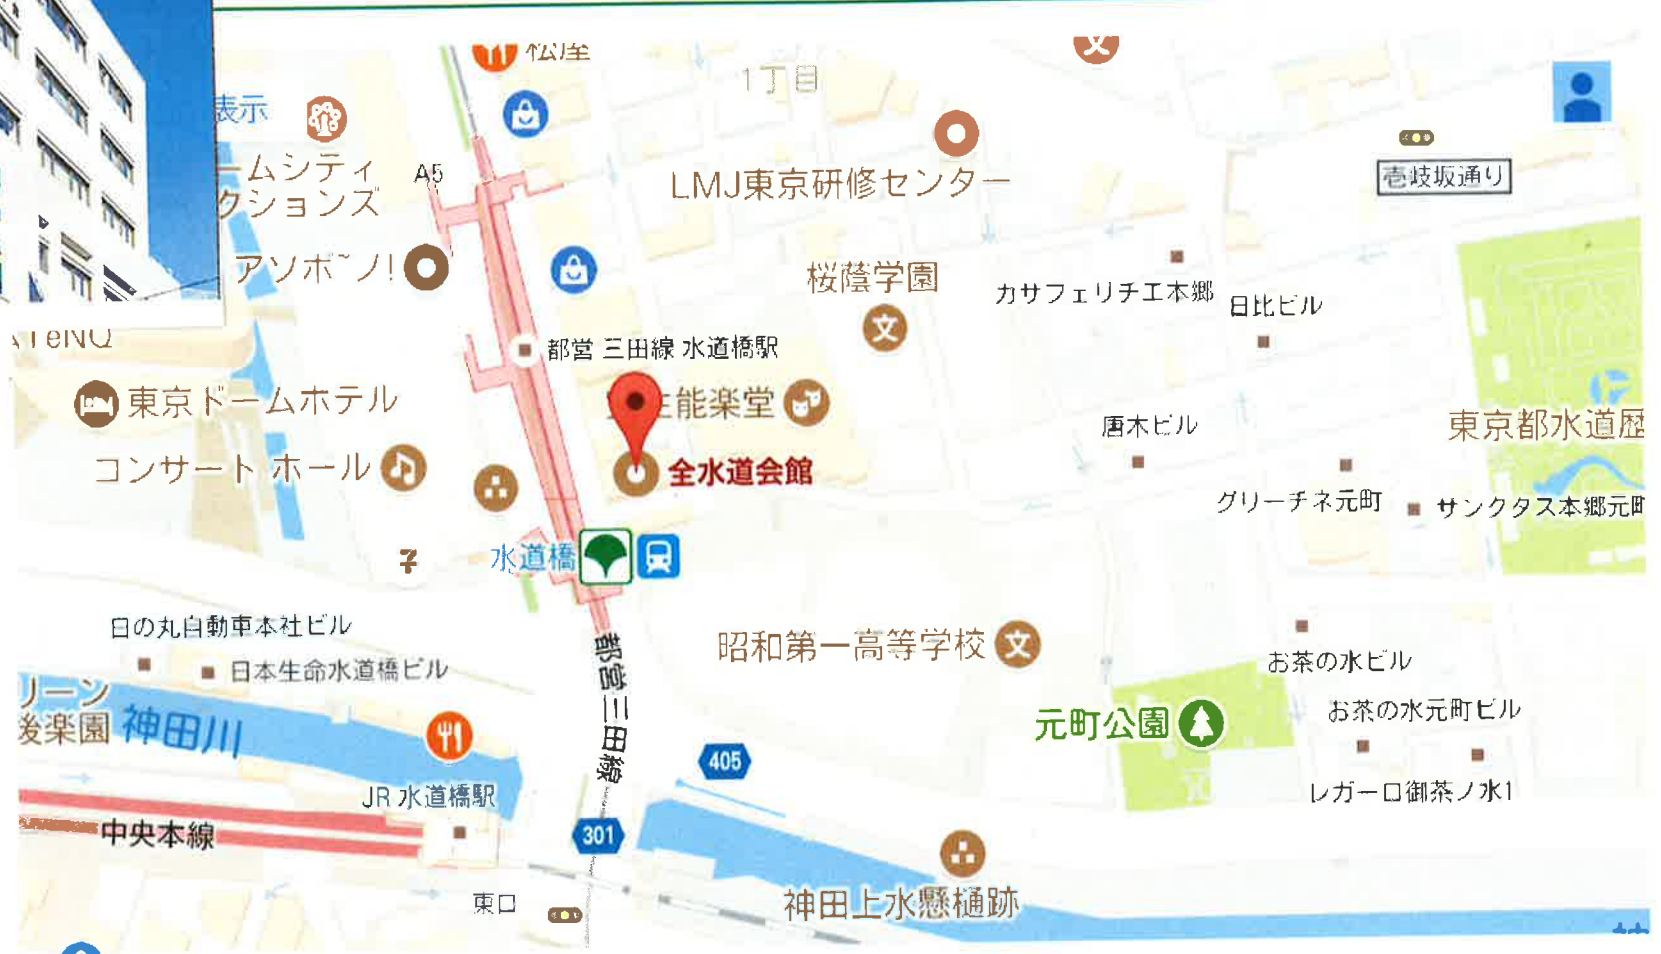 松屋
文
1丁目
表示
ームシティ
クションズ
A5
LMJ東京研修センター
壱岐坂通り
アソボ~ノ!
桜蔭学園
文
カサフェリチエ本郷
日比ビル
TeNQ
都営 三田線 水道橋駅
東京ドームホテル
生能楽堂
唐木ビル
東京都水道歴
コンサート ホール
全水道会館
グリーチネ元町
サンクタス本郷元町
水道橋
日の丸自動車本社ビル
日本生命水道橋ビル
昭和第一高等学校
文
お茶の水ビル
都営三田線
リーン
後楽園
神田川
元町公園
お茶の水元町ビル
405
JR 水道橋駅
レガーロ御茶ノ水1
中央本線
301
東口
神田上水懸樋跡